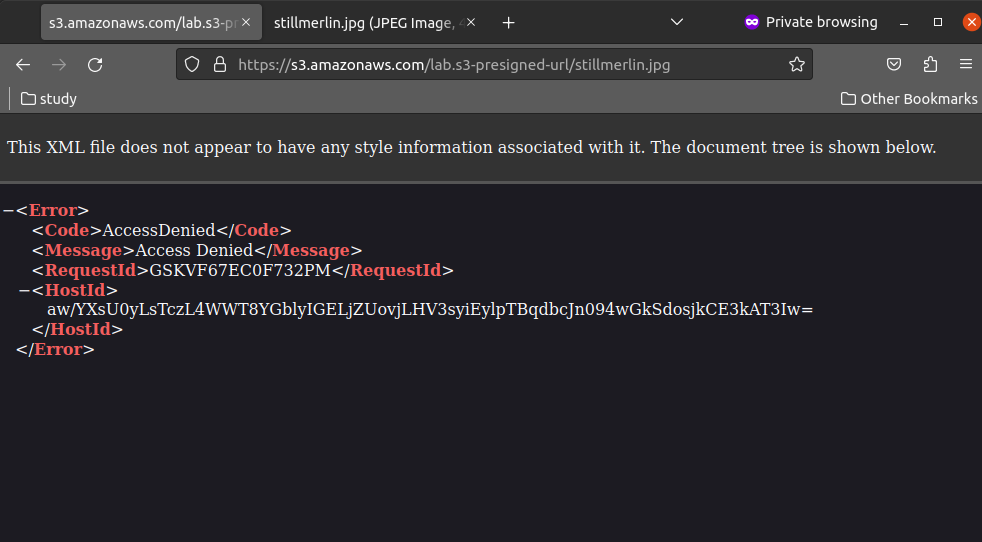 s3.amazonaws.com/lab.s3-pr
stillmerlin.jpg (JPEG Image,
Private browsing
https://s3.amazonaws.com/lab.s3-presigned-url/stillmerlin.jpg
study
Other Bookmarks
This XML file does not appear to have any style information associated with it. The document tree is shown below.
−<Error>
<Code>AccessDenied</Code>
<Message>Access Denied</Message>
<RequestId>GSKVF67EC0F732PM</RequestId>
−<HostId>
aw/YXsU0yLsTczL4WWT8YGblyIGELjZUovjLHV3syiEylpTBqdbcJn094wGkSdosjkCE3kAT3Iw=
</HostId>
</Error>